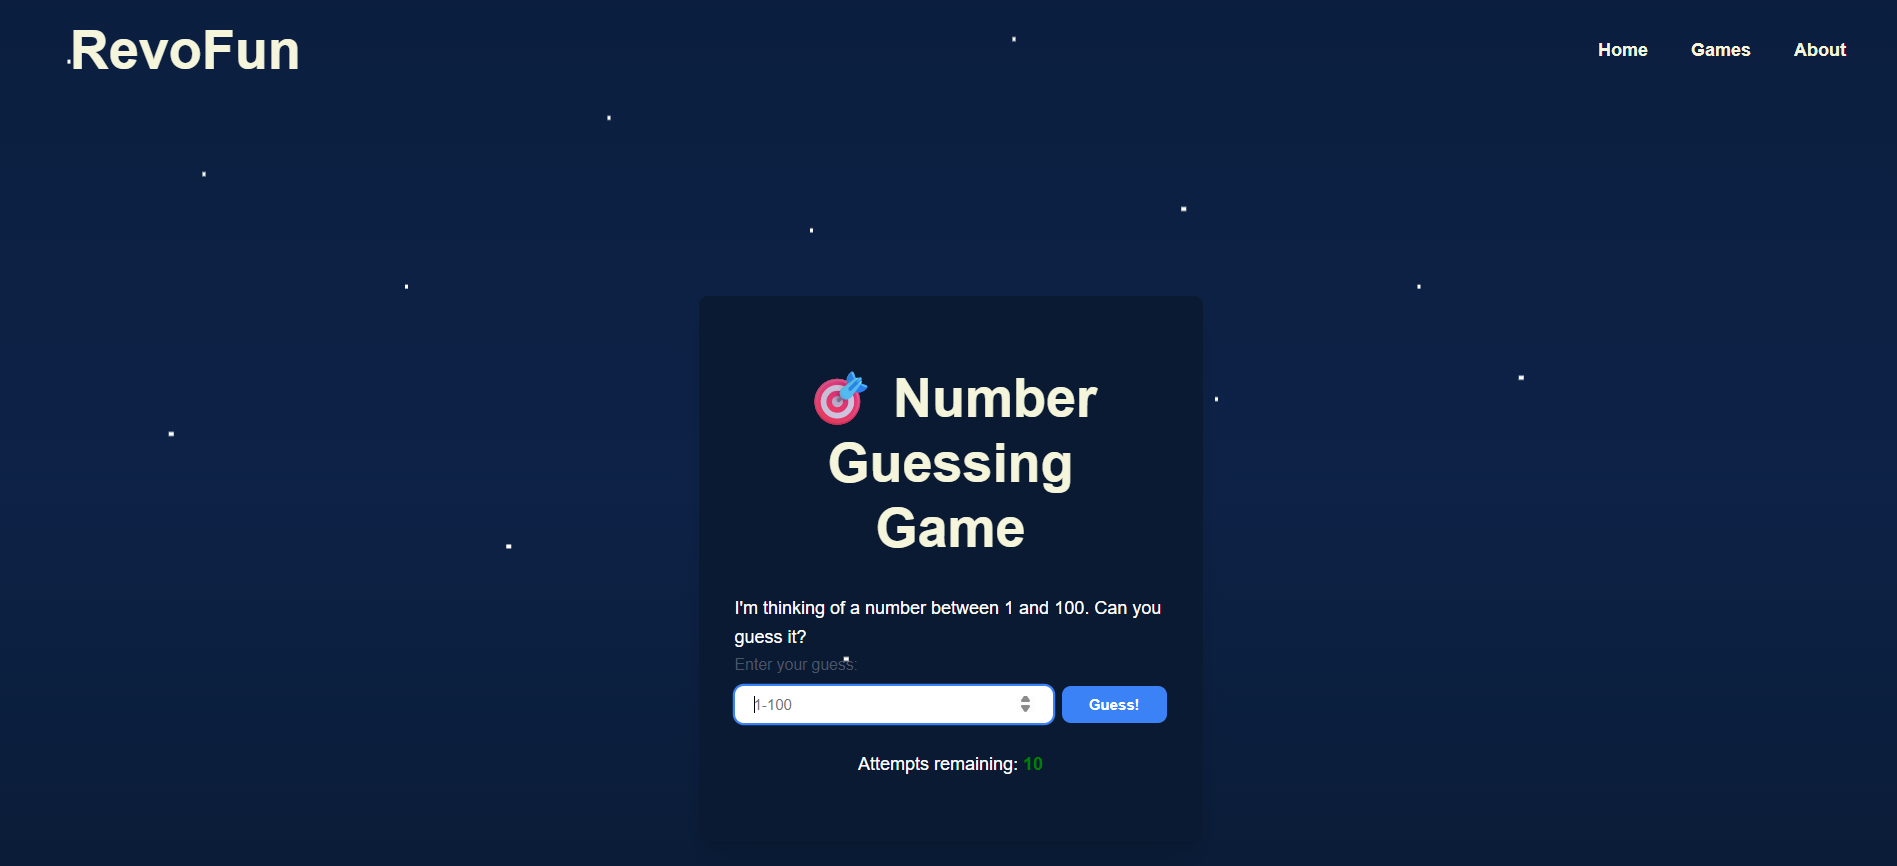 RevoFun
Home
Games
About
Number
Guessing
Game
I'm thinking of a number between 1 and 100. Can you
guess it?
Enter your guess:
1-100
Guess!
Attempts remaining: 10